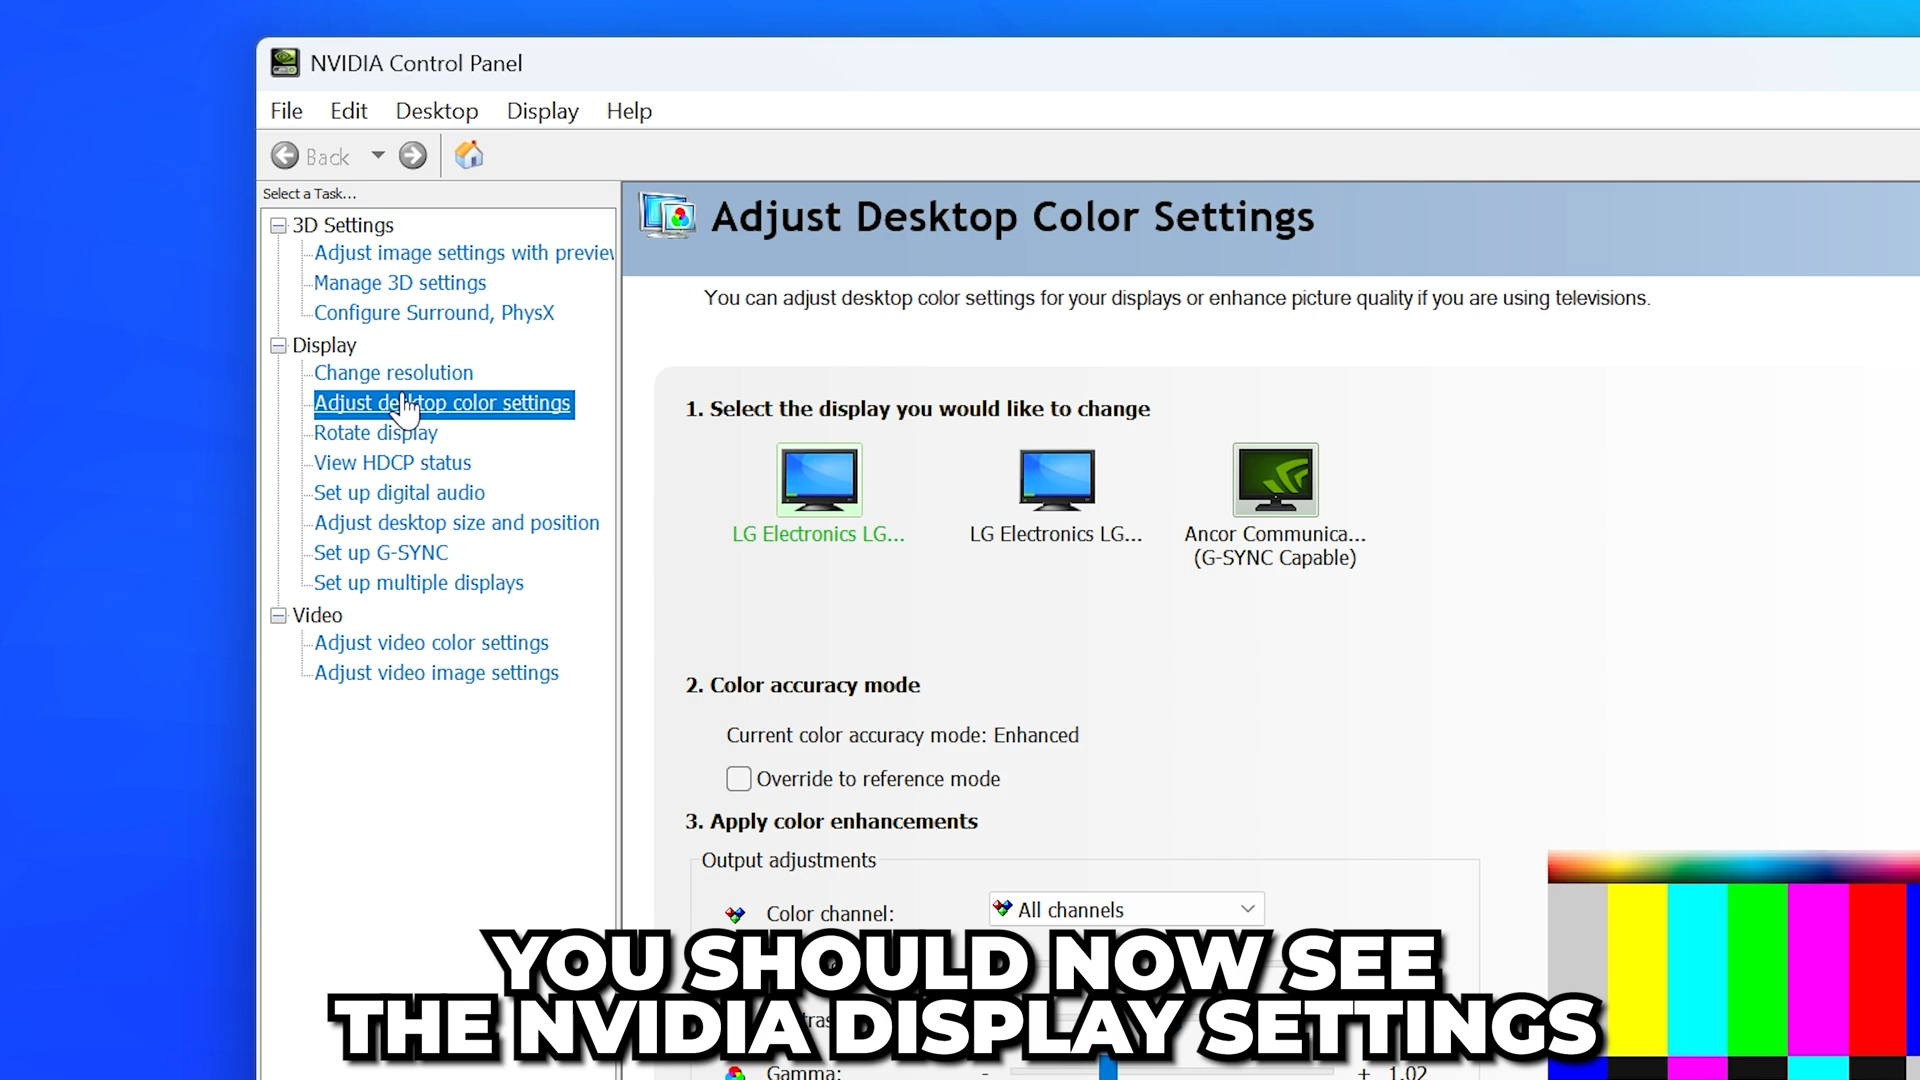 NVIDIA Control Panel
File Edit Desktop Display Help
Back
Select a Task...
3D Settings
Adjust image settings with preview
Manage 3D settings
Configure Surround, PhysX
Display
Change resolution
Adjust desktop color settings
Rotate display
View HDCP status
Set up digital audio
Adjust desktop size and position
Set up G-SYNC
Set up multiple displays
Video
Adjust video color settings
Adjust video image settings
Adjust Desktop Color Settings
You can adjust desktop color settings for your displays or enhance picture quality if you are using televisions.
1. Select the display you would like to change
LG Electronics LG... LG Electronics LG... Ancor Communica...
(G-SYNC Capable)
2. Color accuracy mode
Current color accuracy mode: Enhanced
Override to reference mode
3. Apply color enhancements
Output adjustments
Color channel: All channels
YOU SHOULD NOW SEE
THE NVIDIA DISPLAY SETTINGS
Gamma: - + 1.02